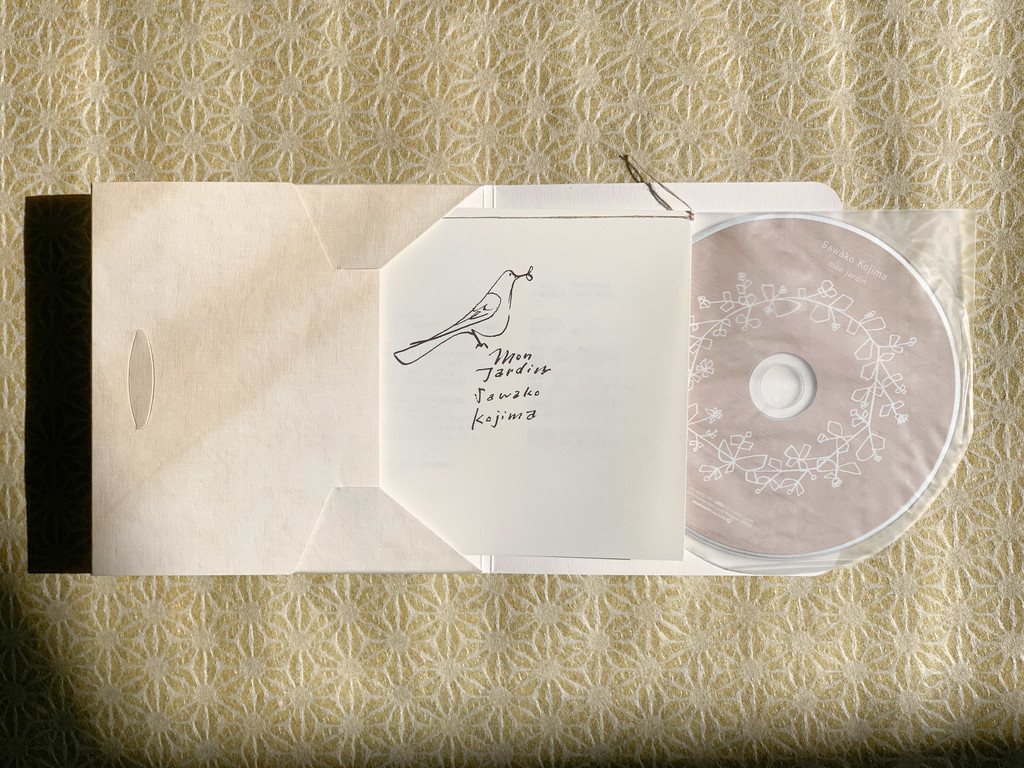 Mon
Jardin
Sawako
Kojima
Sawako Kojima
mon jardin